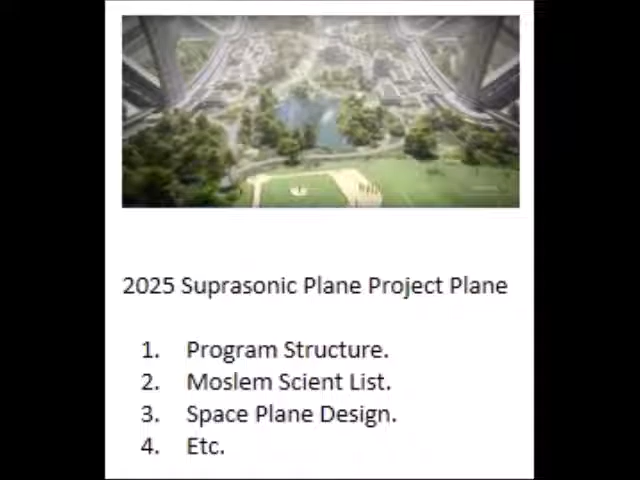 2025 Suprasonic Plane Project Plane
1. Program Structure.
2. Moslem Scient List.
3. Space Plane Design.
4. Etc.